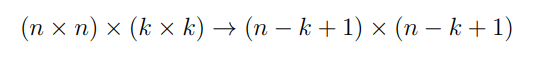 (n × n) × (k × k) → (n − k + 1) × (n − k + 1)